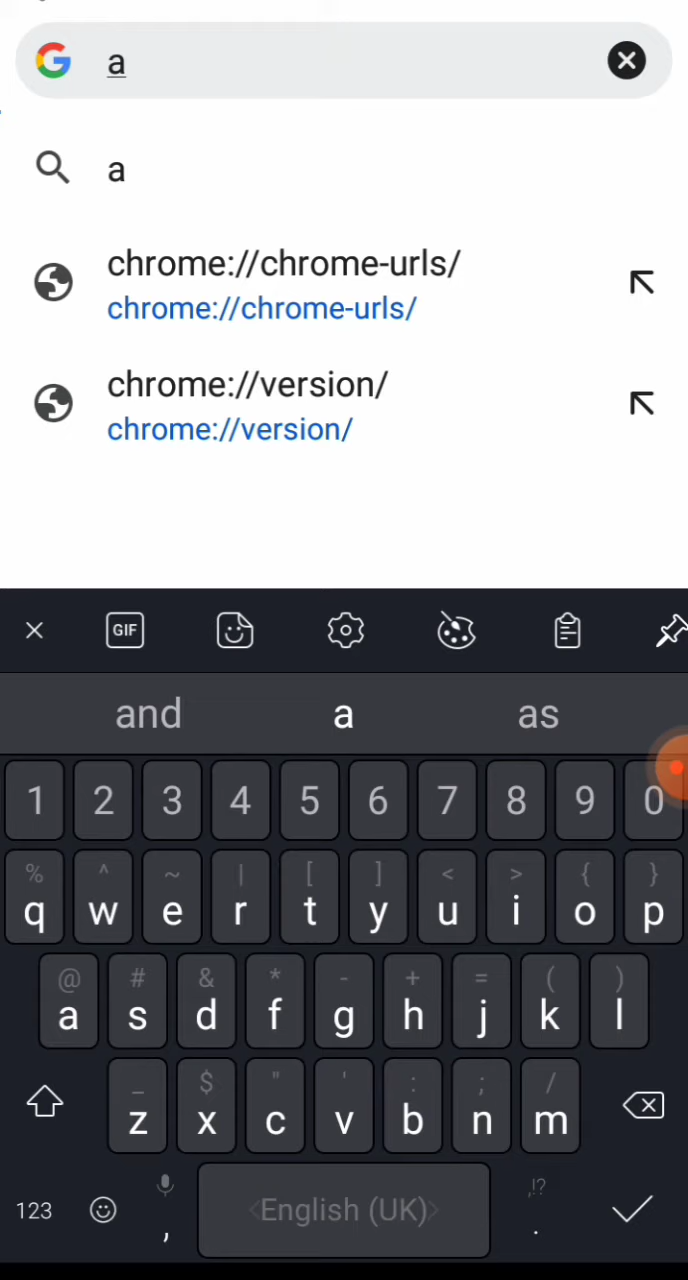 a
a
chrome://chrome-urls/
chrome://chrome-urls/
chrome://version/
chrome://version/
GIF
and a as
1 2 3 4 5 6 7 8 9 0
% ^ ~ | [ ] < > { }
q w e r t y u i o p
@ # & * - + = ( )
a s d f g h j k l
_ $ " ' : ; /
z x c v b n m
,!?
123 , English (UK) .